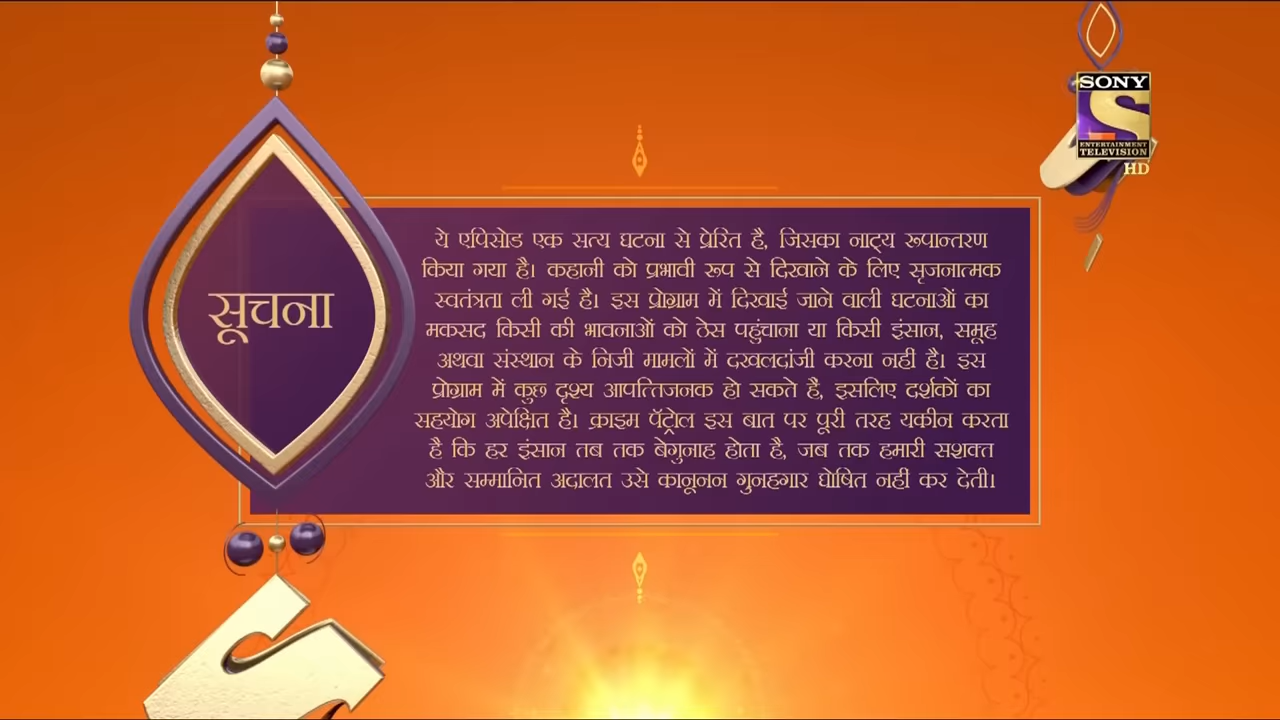 SONY
ENTERTAINMENT
TELEVISION
HD
सूचना
ये एपिसोड एक सत्य घटना से प्रेरित है, जिसका नाट्य रूपान्तरण
किया गया है। कहानी को प्रभावी रूप से दिखाने के लिए सृजनात्मक
स्वतंत्रता ली गई है। इस प्रोग्राम में दिखाई जाने वाली घटनाओं का
मकसद किसी की भावनाओं को ठेस पहुंचाना या किसी इंसान, समूह
अथवा संस्थान के निजी मामलों में दखलदांजी करना नहीं है। इस
प्रोग्राम में कुछ दृश्य आपत्तिजनक हो सकते हैं, इसलिए दर्शकों का
सहयोग अपेक्षित है। क्राइम पॅट्रोल इस बात पर पूरी तरह यकीन करता
है कि हर इंसान तब तक बेगुनाह होता है, जब तक हमारी सशक्त
और सम्मानित अदालत उसे कानूनन गुनहगार घोषित नहीं कर देती।